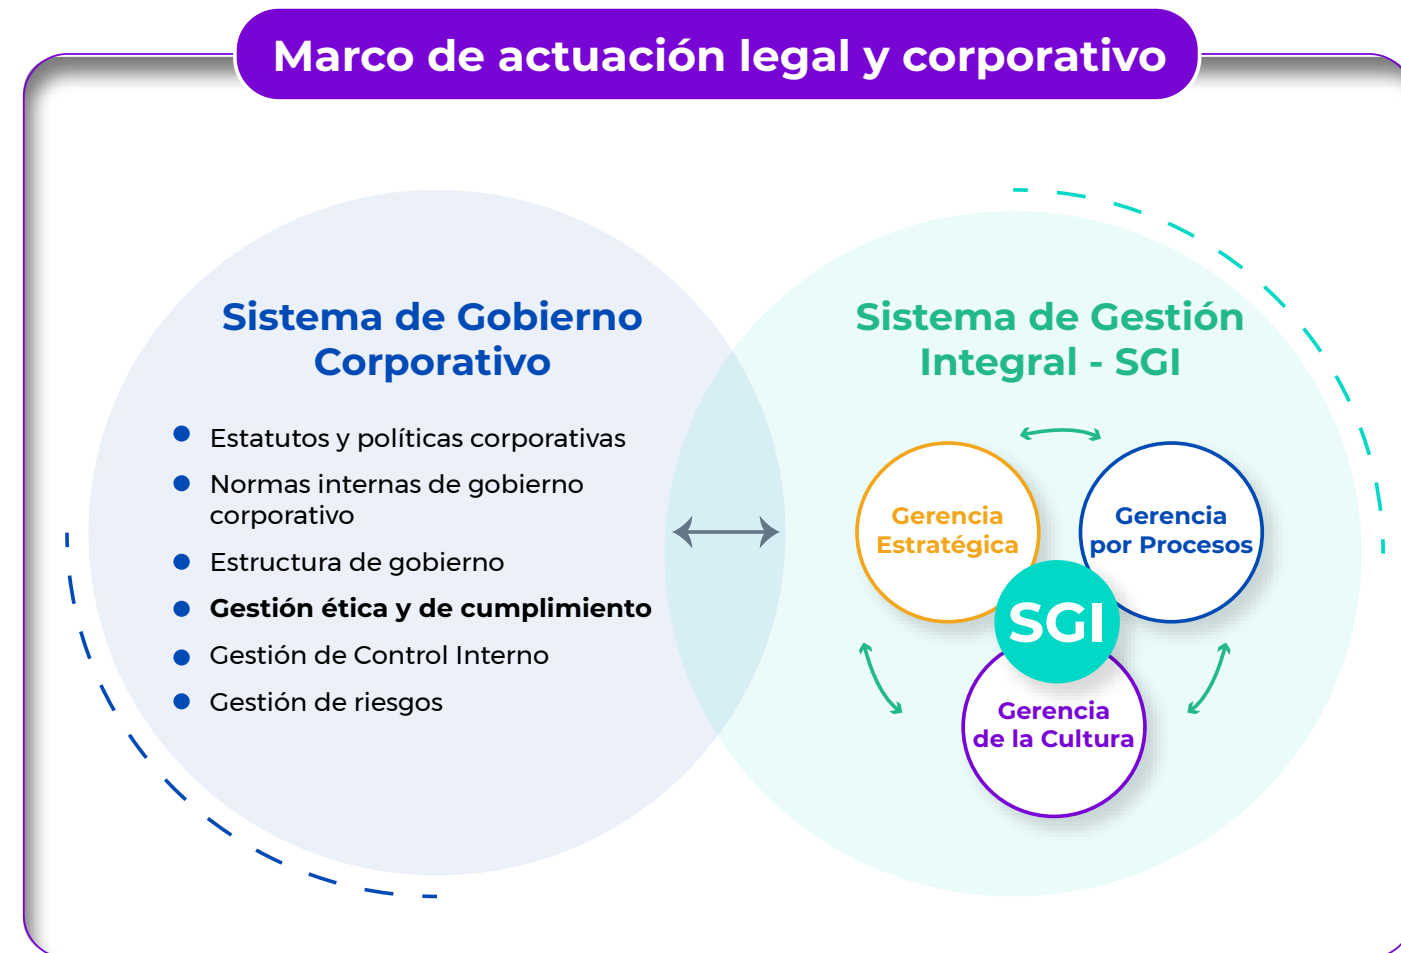 Marco de actuación legal y corporativo
Sistema de Gobierno
Corporativo
Estatutos y políticas corporativas
Normas internas de gobierno
corporativo
Estructura de gobierno
Gestión ética y de cumplimiento
Gestión de Control Interno
Gestión de riesgos
Sistema de Gestión
Integral - SGI
Gerencia
Estratégica
Gerencia
por Procesos
SGI
Gerencia
de la Cultura